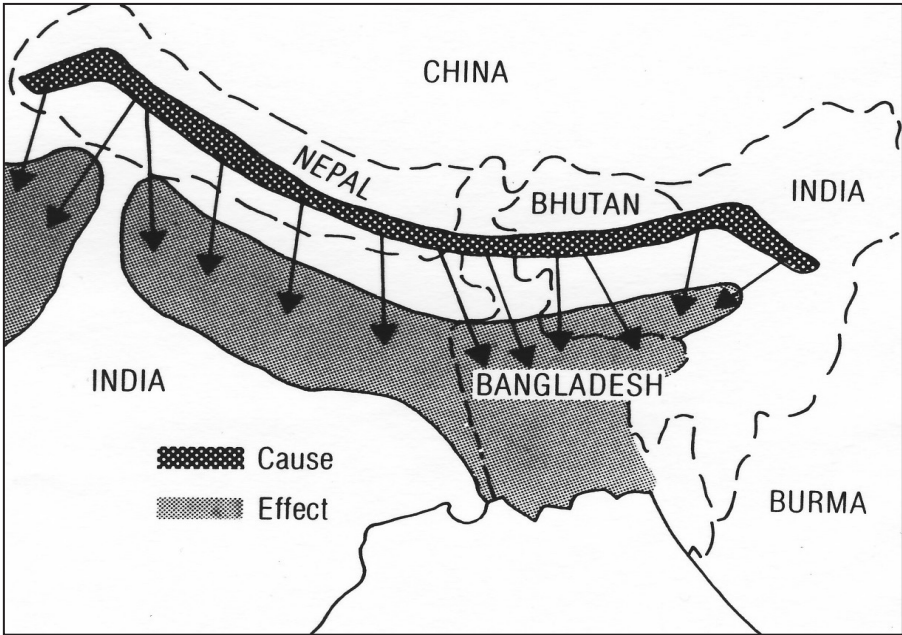 CHINA
NEPAL
BHUTAN
INDIA
INDIA
BANGLADESH
Cause
Effect
BURMA